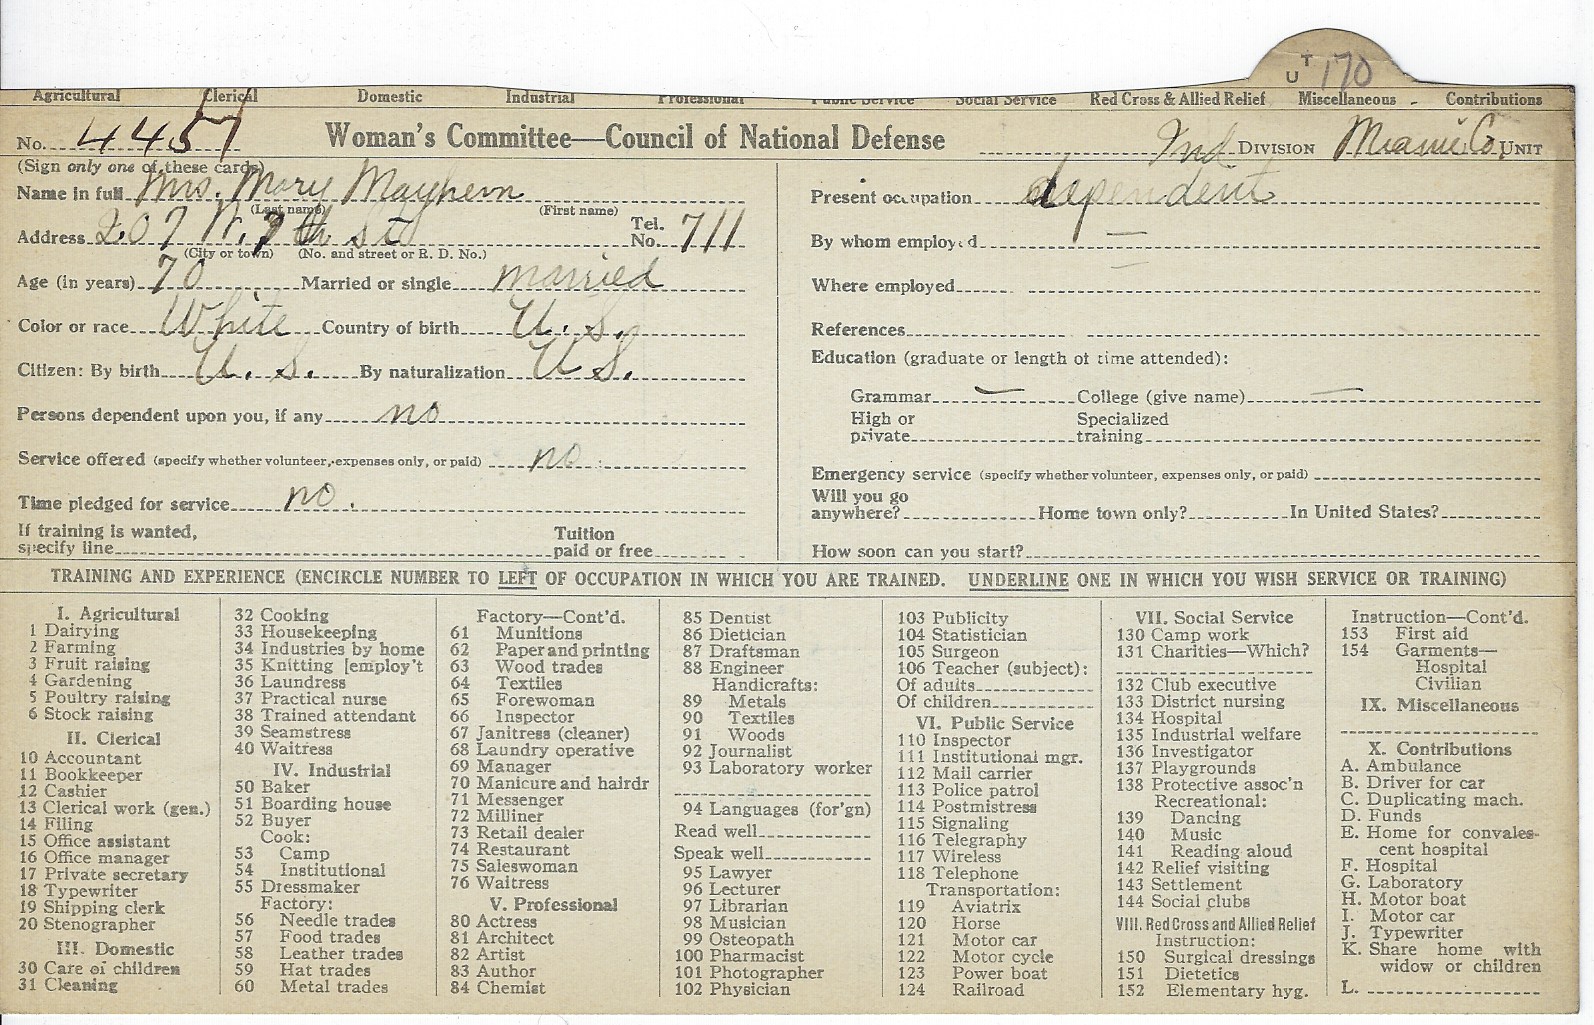 U T 170
Agricultural Clerical Domestic Industrial Professional Public Service Social Service Red Cross & Allied Relief Miscellaneous Contributions
No. 4457 Woman's Committee—Council of National Defense Ind DIVISION Miami Co. UNIT
(Sign only one of these cards)
Name in full Mrs. Mary Mayhern
(Last name) (First name)
Address 207 W. 7th St Tel. No. 711
(City or town) (No. and street or R. D. No.)
Age (in years) 70 Married or single married
Color or race White Country of birth U. S.
Citizen: By birth U. S. By naturalization U S.
Persons dependent upon you, if any no
Service offered (specify whether volunteer, expenses only, or paid) no
Time pledged for service no.
If training is wanted,
specify line Tuition paid or free
Present occupation dependent
By whom employed —
Where employed
References
Education (graduate or length of time attended):
Grammar — College (give name) —
High or private Specialized training
Emergency service (specify whether volunteer, expenses only, or paid)
Will you go
anywhere? Home town only? In United States?
How soon can you start?
TRAINING AND EXPERIENCE (ENCIRCLE NUMBER TO LEFT OF OCCUPATION IN WHICH YOU ARE TRAINED. UNDERLINE ONE IN WHICH YOU WISH SERVICE OR TRAINING)
I. Agricultural
1 Dairying
2 Farming
3 Fruit raising
4 Gardening
5 Poultry raising
6 Stock raising
II. Clerical
10 Accountant
11 Bookkeeper
12 Cashier
13 Clerical work (gen.)
14 Filing
15 Office assistant
16 Office manager
17 Private secretary
18 Typewriter
19 Shipping clerk
20 Stenographer
III. Domestic
30 Care of children
31 Cleaning
32 Cooking
33 Housekeeping
34 Industries by home
35 Knitting [employ't
36 Laundress
37 Practical nurse
38 Trained attendant
39 Seamstress
40 Waitress
IV. Industrial
50 Baker
51 Boarding house
52 Buyer
Cook:
53 Camp
54 Institutional
55 Dressmaker
Factory:
56 Needle trades
57 Food trades
58 Leather trades
59 Hat trades
60 Metal trades
Factory—Cont'd.
61 Munitions
62 Paper and printing
63 Wood trades
64 Textiles
65 Forewoman
66 Inspector
67 Janitress (cleaner)
68 Laundry operative
69 Manager
70 Manicure and hairdr
71 Messenger
72 Milliner
73 Retail dealer
74 Restaurant
75 Saleswoman
76 Waitress
V. Professional
80 Actress
81 Architect
82 Artist
83 Author
84 Chemist
85 Dentist
86 Dietician
87 Draftsman
88 Engineer
Handicrafts:
89 Metals
90 Textiles
91 Woods
92 Journalist
93 Laboratory worker
94 Languages (for'gn)
Read well
Speak well
95 Lawyer
96 Lecturer
97 Librarian
98 Musician
99 Osteopath
100 Pharmacist
101 Photographer
102 Physician
103 Publicity
104 Statistician
105 Surgeon
106 Teacher (subject):
Of adults
Of children
VI. Public Service
110 Inspector
111 Institutional mgr.
112 Mail carrier
113 Police patrol
114 Postmistress
115 Signaling
116 Telegraphy
117 Wireless
118 Telephone
Transportation:
119 Aviatrix
120 Horse
121 Motor car
122 Motor cycle
123 Power boat
124 Railroad
VII. Social Service
130 Camp work
131 Charities—Which?
132 Club executive
133 District nursing
134 Hospital
135 Industrial welfare
136 Investigator
137 Playgrounds
138 Protective assoc'n
Recreational:
139 Dancing
140 Music
141 Reading aloud
142 Relief visiting
143 Settlement
144 Social clubs
VIII. Red Cross and Allied Relief
Instruction:
150 Surgical dressings
151 Dietetics
152 Elementary hyg.
Instruction—Cont'd.
153 First aid
154 Garments—
Hospital
Civilian
IX. Miscellaneous
X. Contributions
A. Ambulance
B. Driver for car
C. Duplicating mach.
D. Funds
E. Home for convales-
cent hospital
F. Hospital
G. Laboratory
H. Motor boat
I. Motor car
J. Typewriter
K. Share home with
widow or children
L.